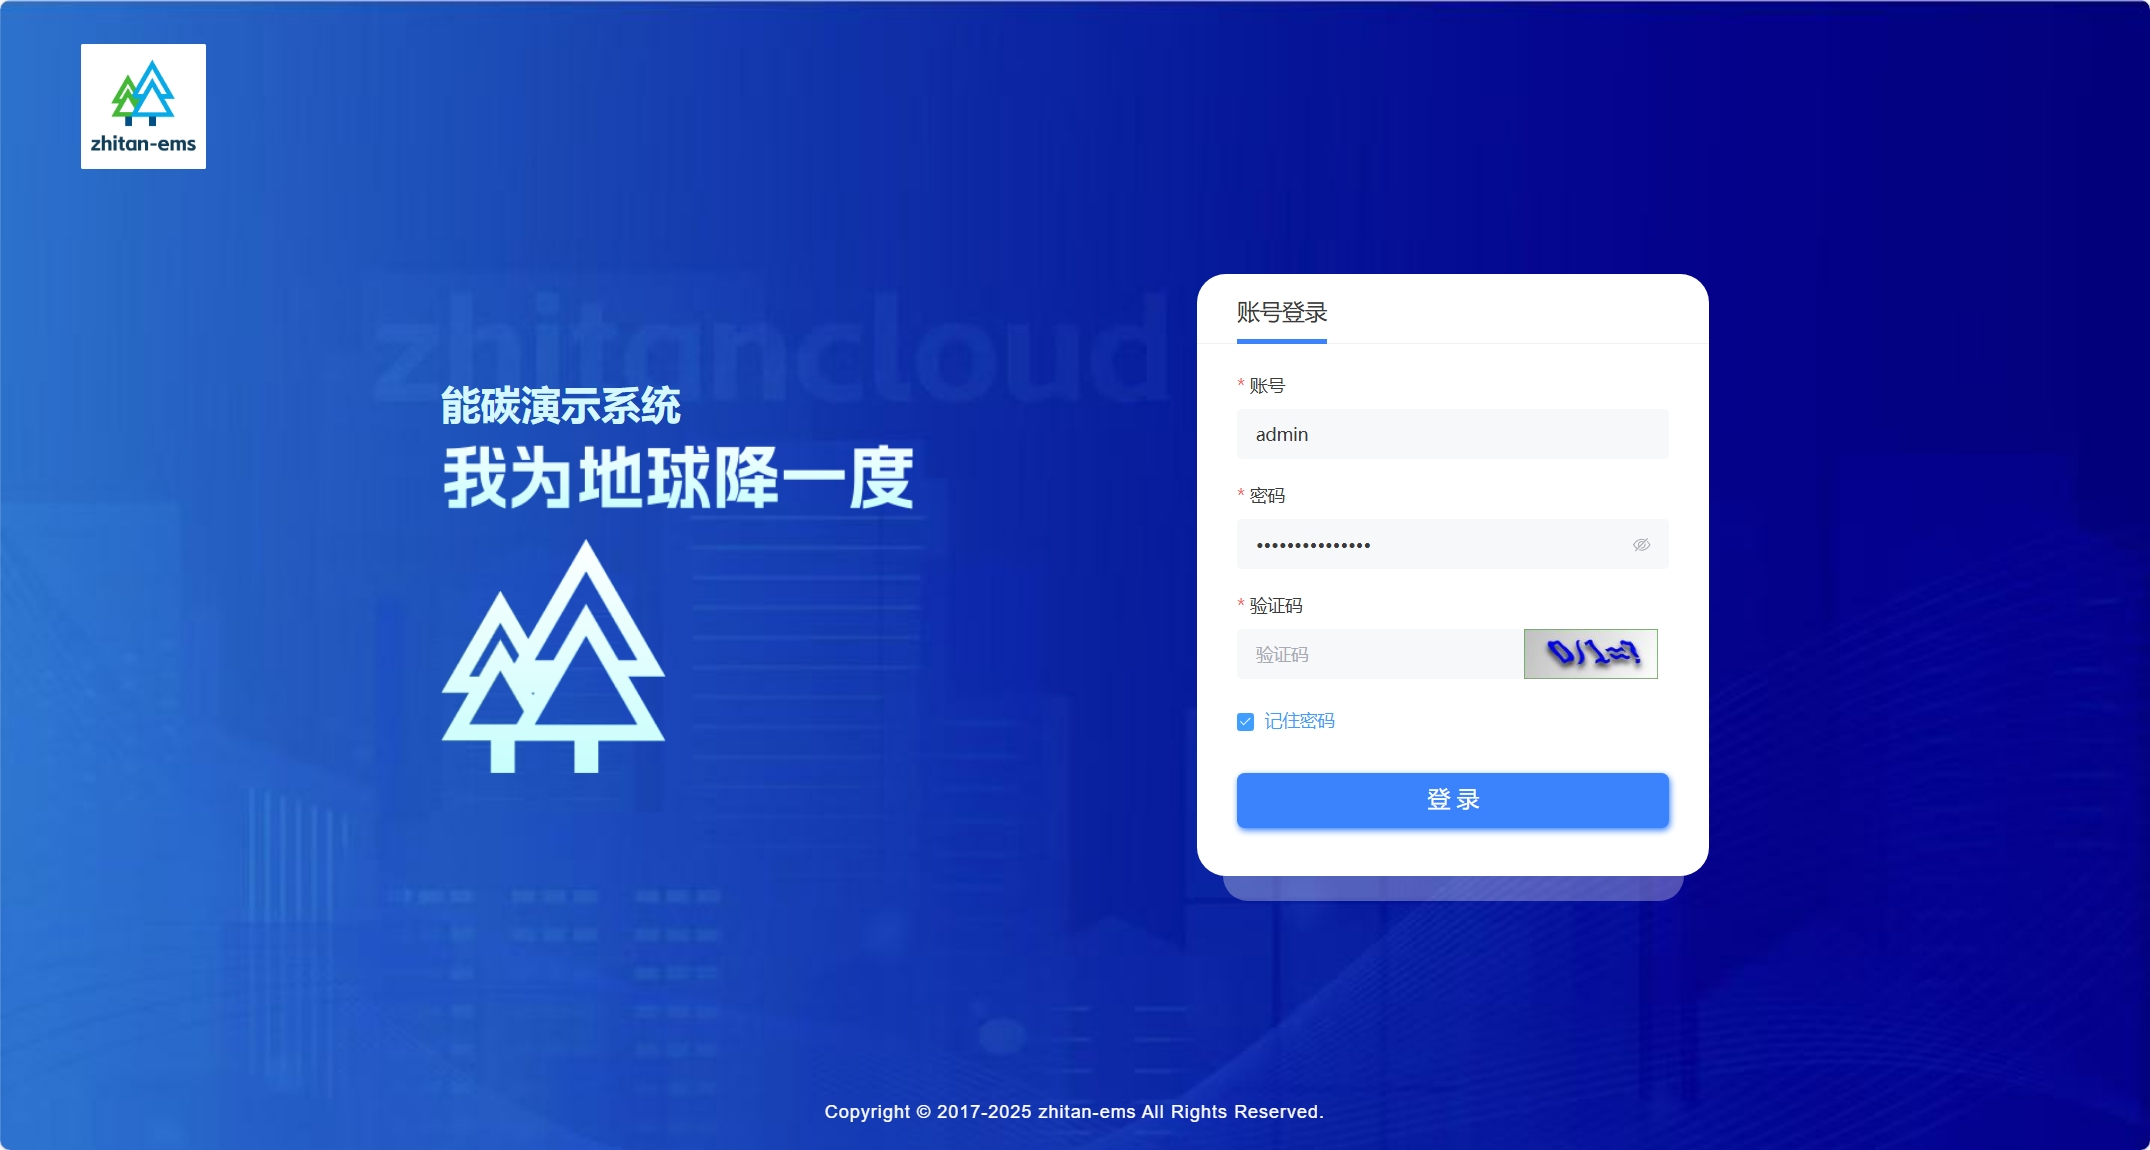 zhitan-ems
zhitancloud
能碳演示系统
我为地球降一度
账号登录
* 账号
admin
* 密码
•••••••••••••••
* 验证码
验证码
0/1=?
记住密码
登 录
Copyright © 2017-2025 zhitan-ems All Rights Reserved.